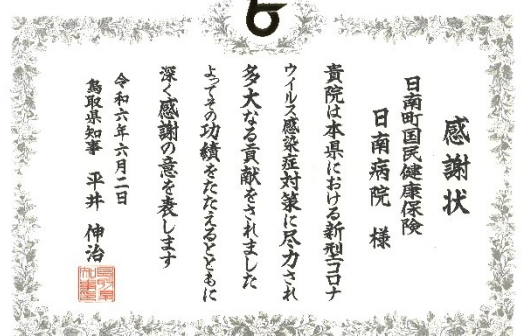 感謝状
日南町国民健康保険
日南病院 様
貴院は本県における新型コロナ
ウイルス感染症対策に尽力され
多大なる貢献をされました
よってその功績をたたえるとともに
深く感謝の意を表します
令和六年六月二日
鳥取県知事 平井 伸治